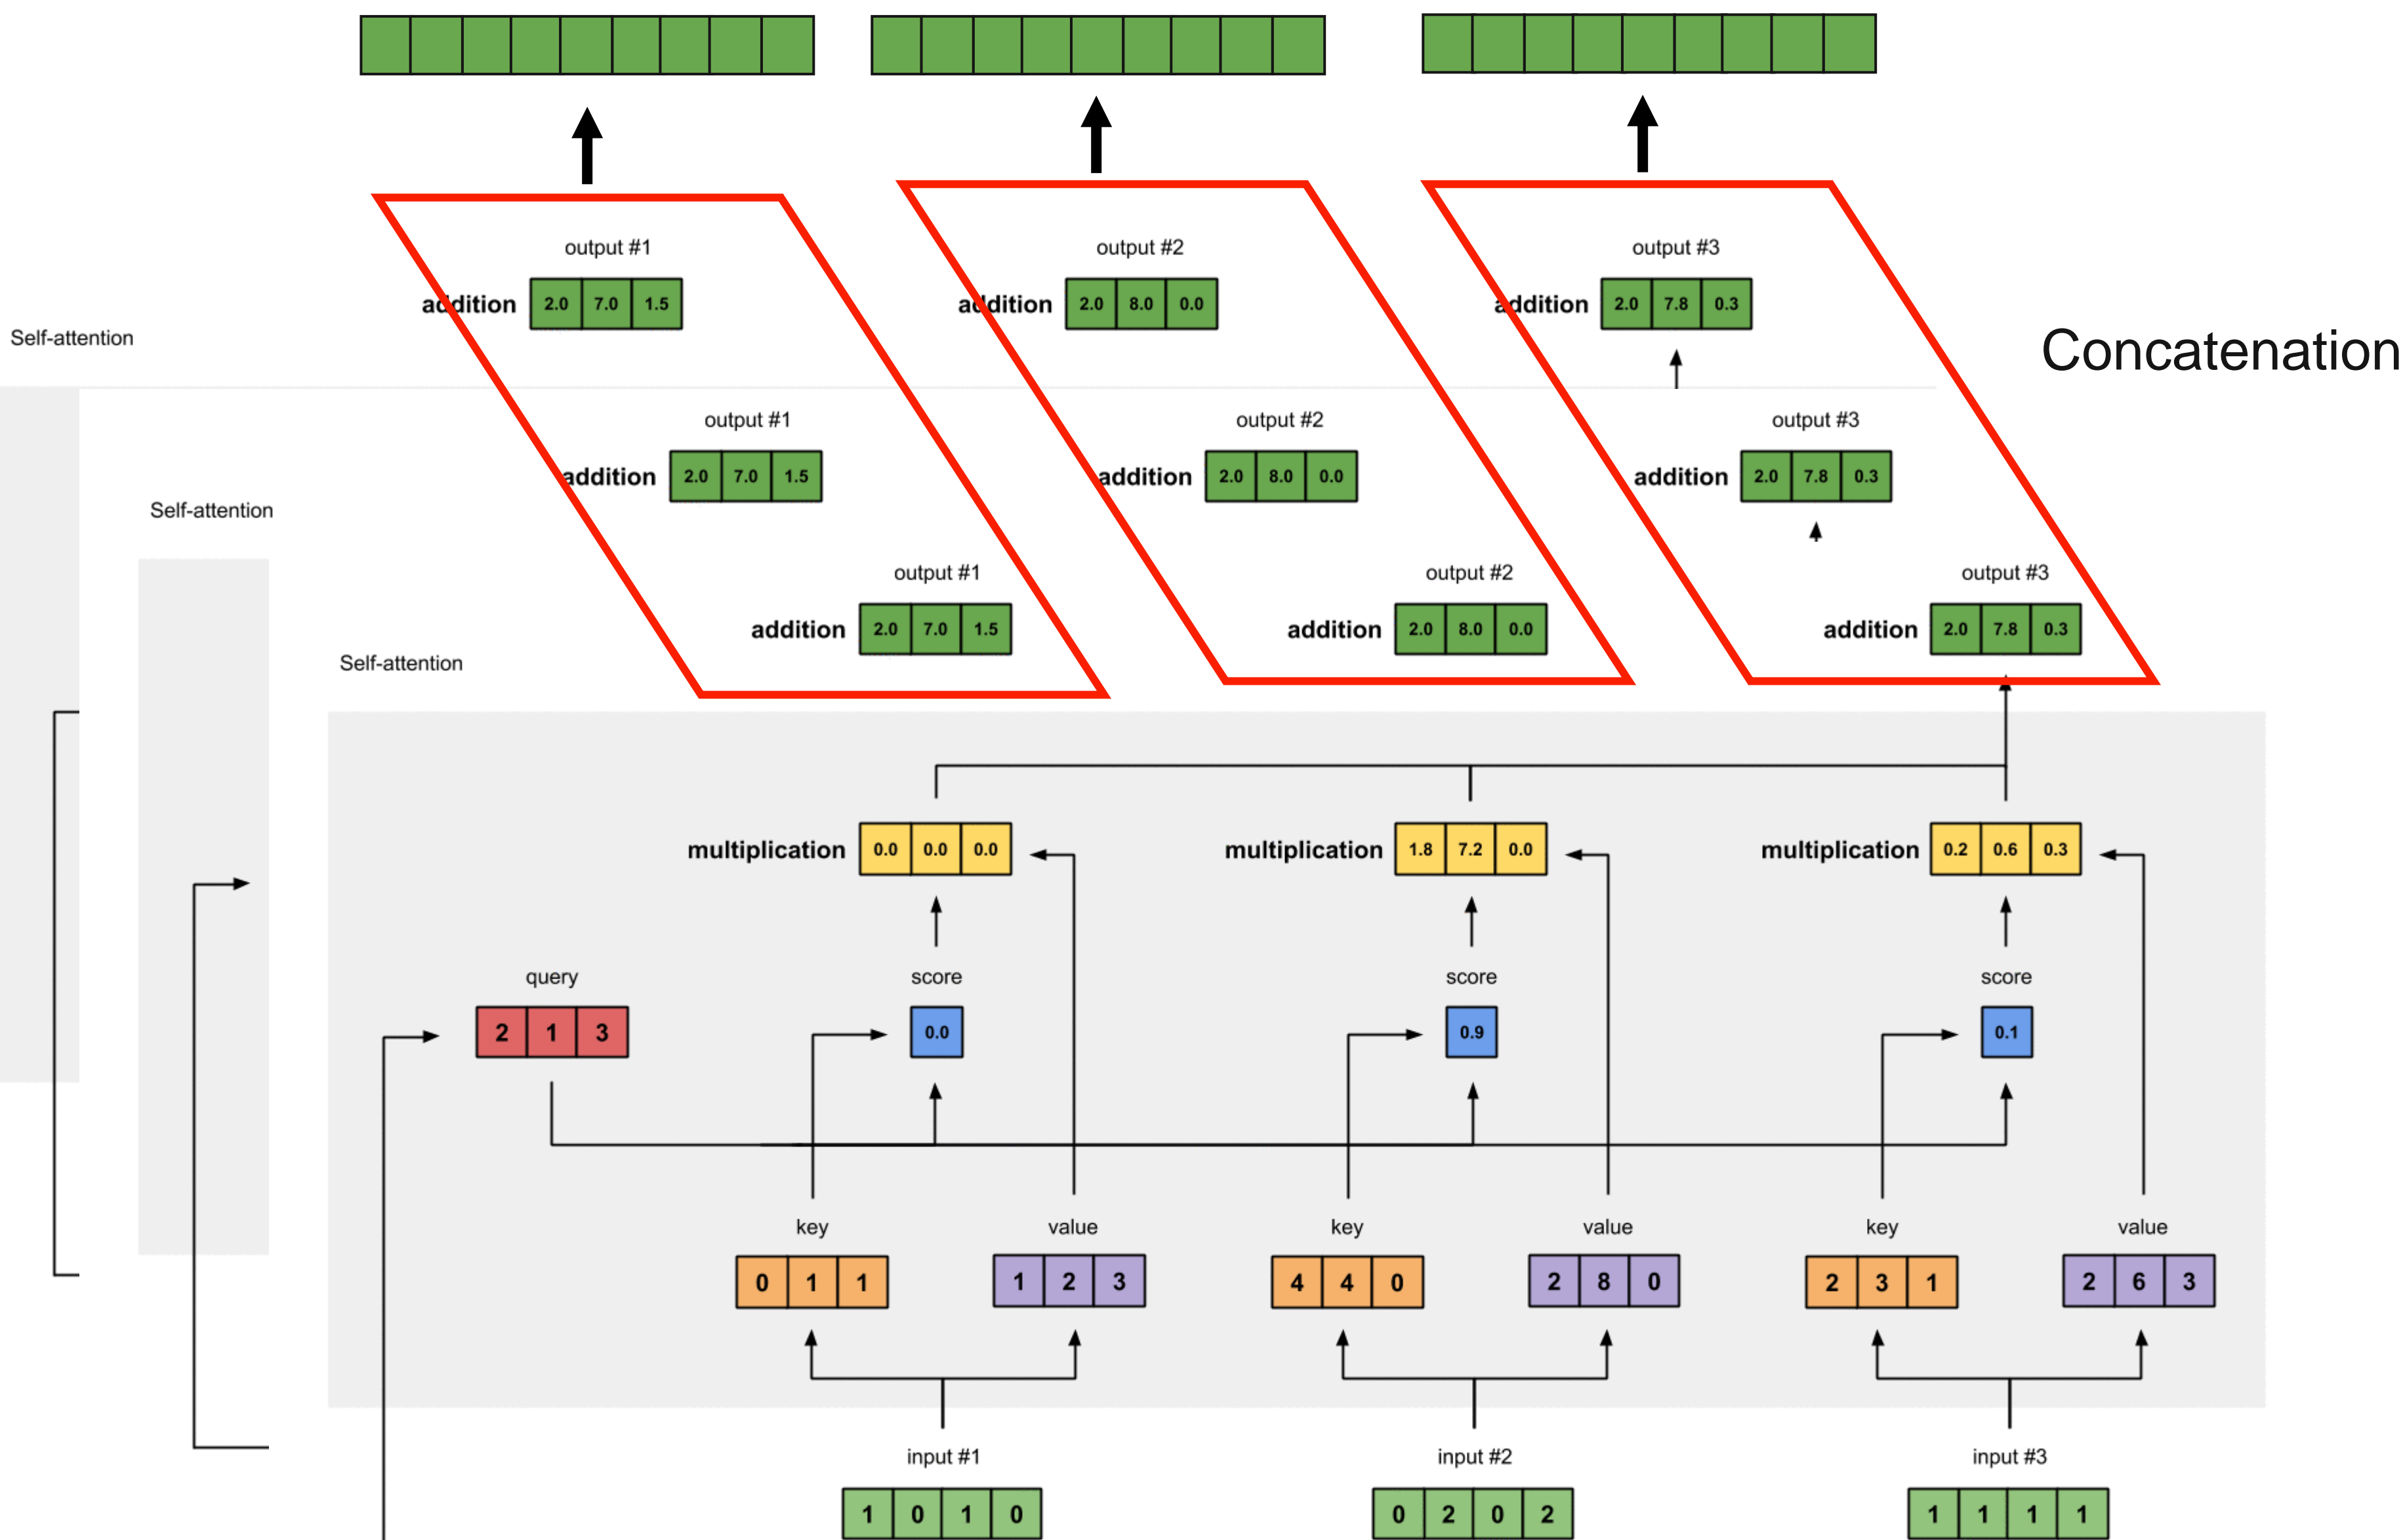 output #1 output #2 output #3
addition 2.0 7.0 1.5 addition 2.0 8.0 0.0 addition 2.0 7.8 0.3
Self-attention Concatenation
output #1 output #2 output #3
addition 2.0 7.0 1.5 addition 2.0 8.0 0.0 addition 2.0 7.8 0.3
Self-attention
output #1 output #2 output #3
addition 2.0 7.0 1.5 addition 2.0 8.0 0.0 addition 2.0 7.8 0.3
Self-attention
multiplication 0.0 0.0 0.0 multiplication 1.8 7.2 0.0 multiplication 0.2 0.6 0.3
query score score score
2 1 3 0.0 0.9 0.1
key value key value key value
0 1 1 1 2 3 4 4 0 2 8 0 2 3 1 2 6 3
input #1 input #2 input #3
1 0 1 0 0 2 0 2 1 1 1 1